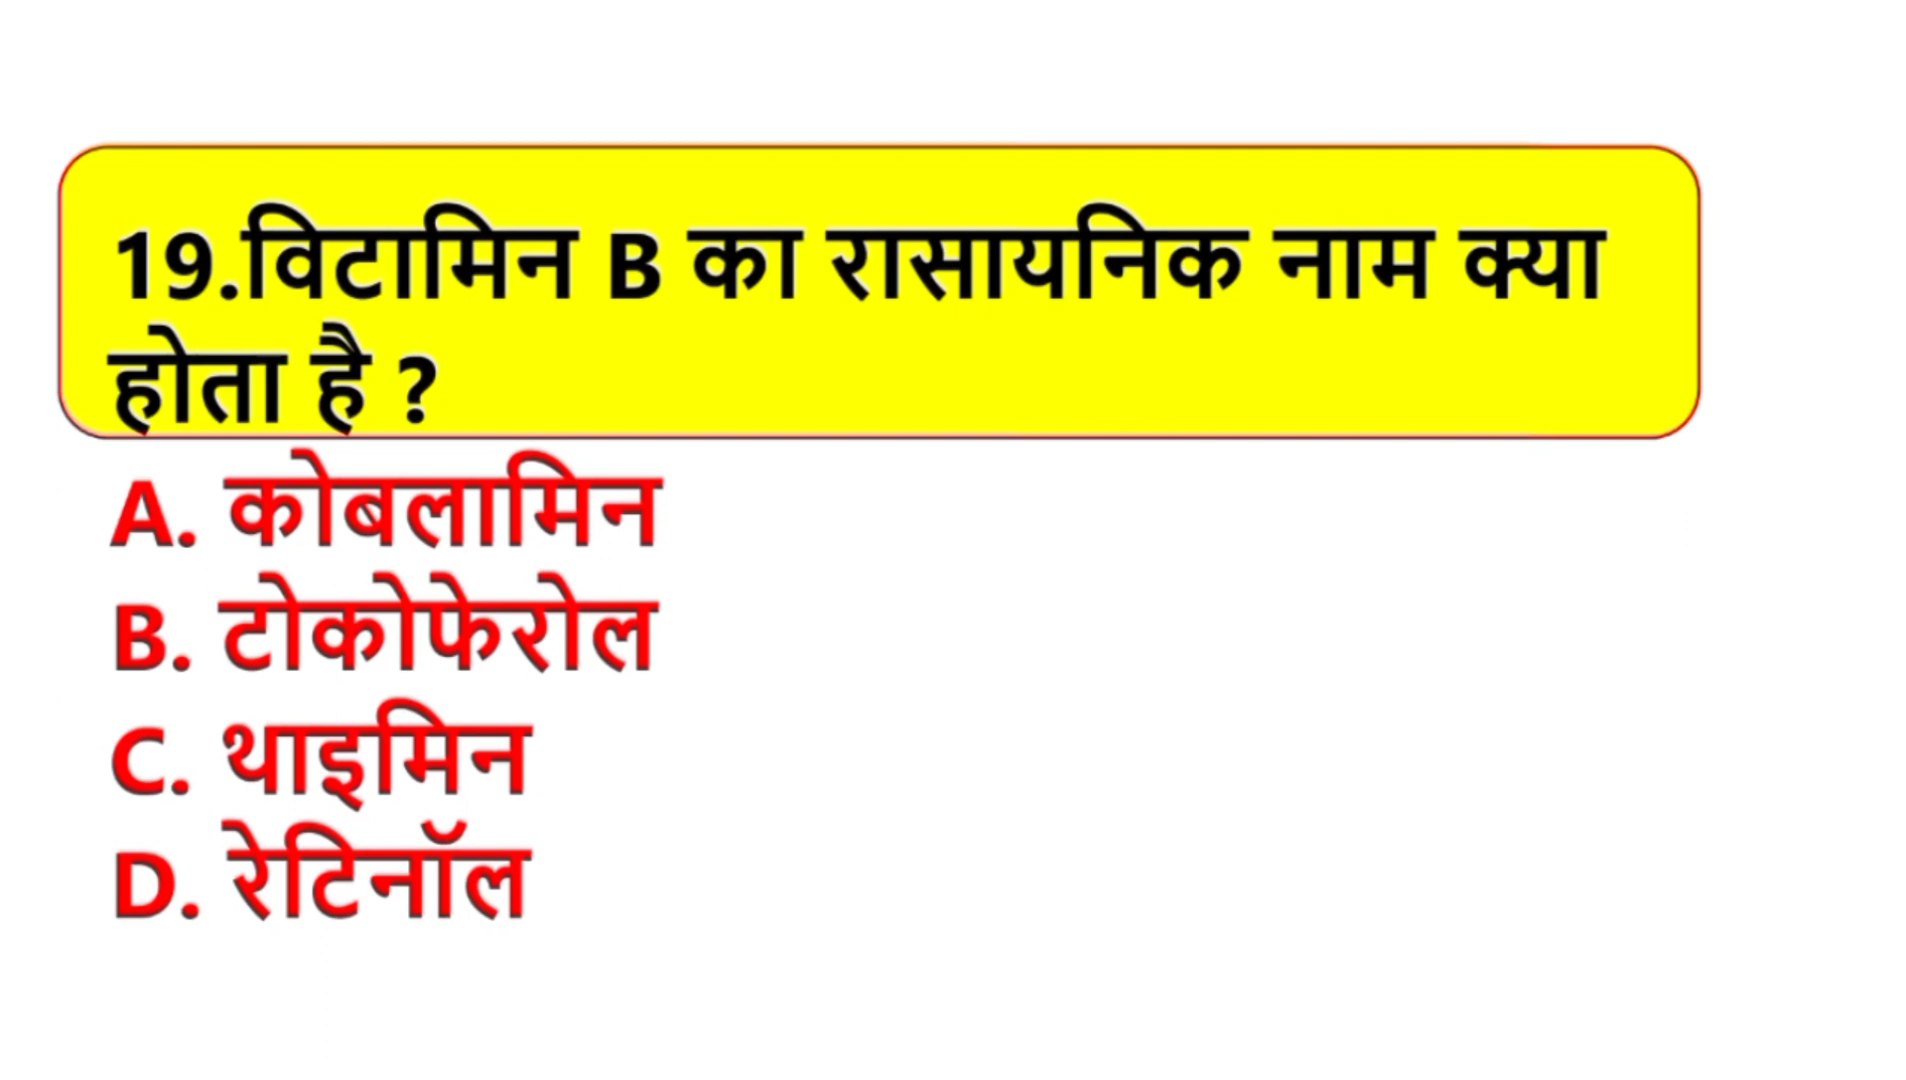 19.विटामिन B का रासायनिक नाम क्या
होता है ?
A. कोबलामिन
B. टोकोफेरोल
C. थाइमिन
D. रेटिनॉल